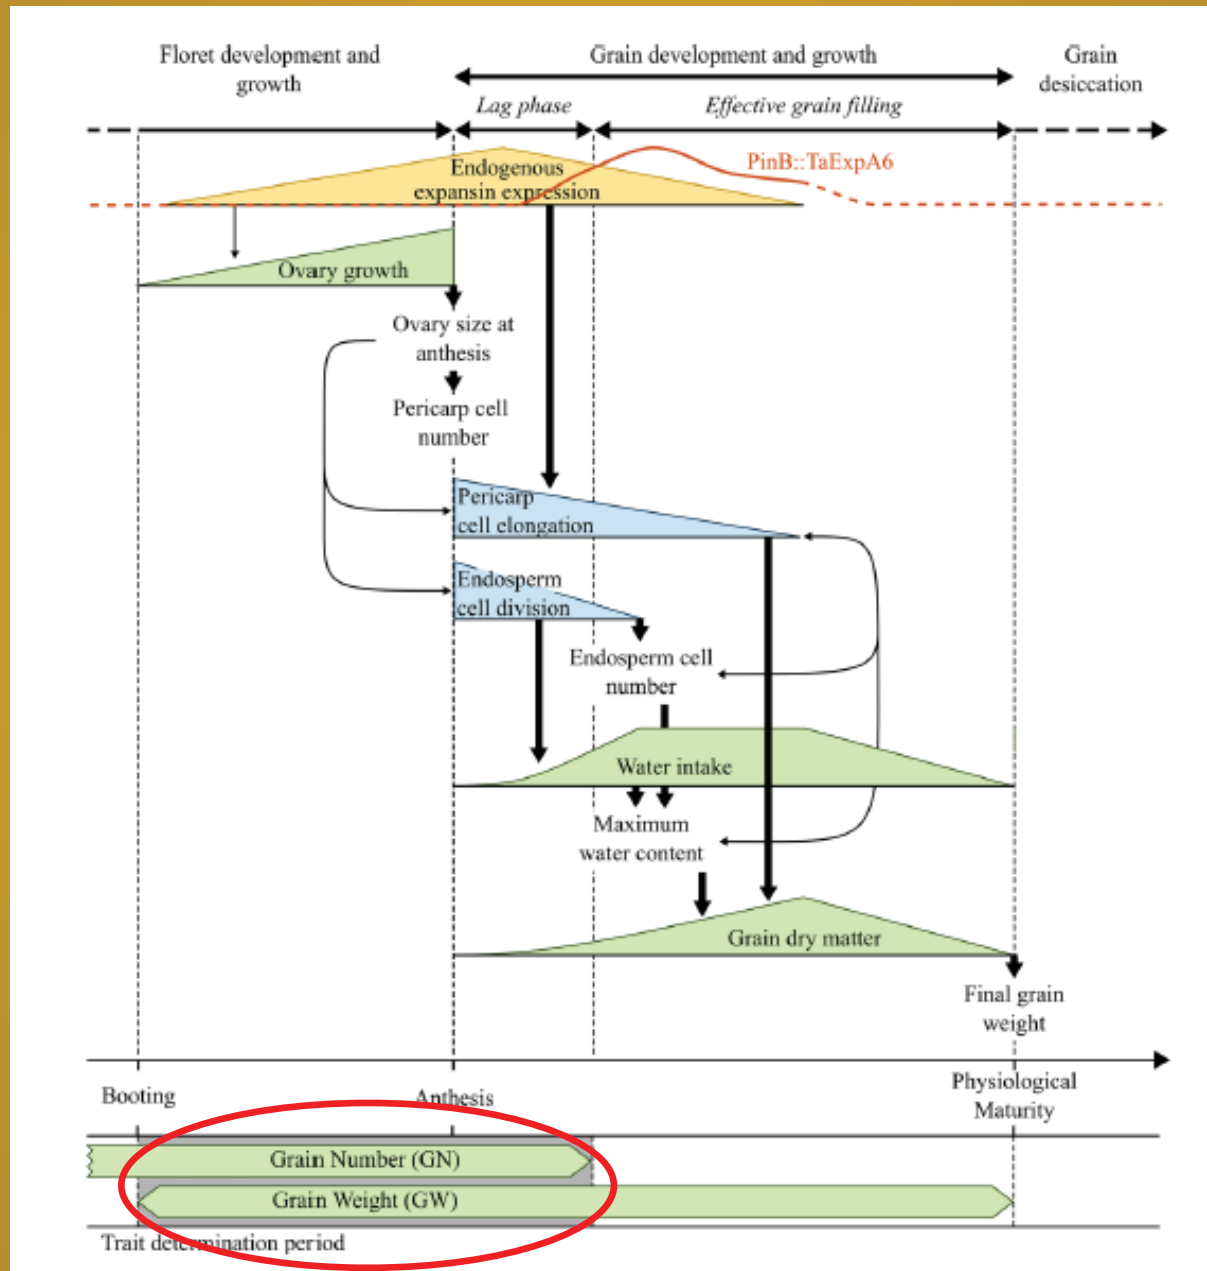 Floret development and
growth
Grain development and growth
Grain
desiccation
Lag phase
Effective grain filling
Endogenous
expansin expression
PinB::TaExpA6
Ovary growth
Ovary size at
anthesis
Pericarp cell
number
Pericarp
cell elongation
Endosperm
cell division
Endosperm cell
number
Water intake
Maximum
water content
Grain dry matter
Final grain
weight
Booting
Anthesis
Physiological
Maturity
Grain Number (GN)
Grain Weight (GW)
Trait determination period